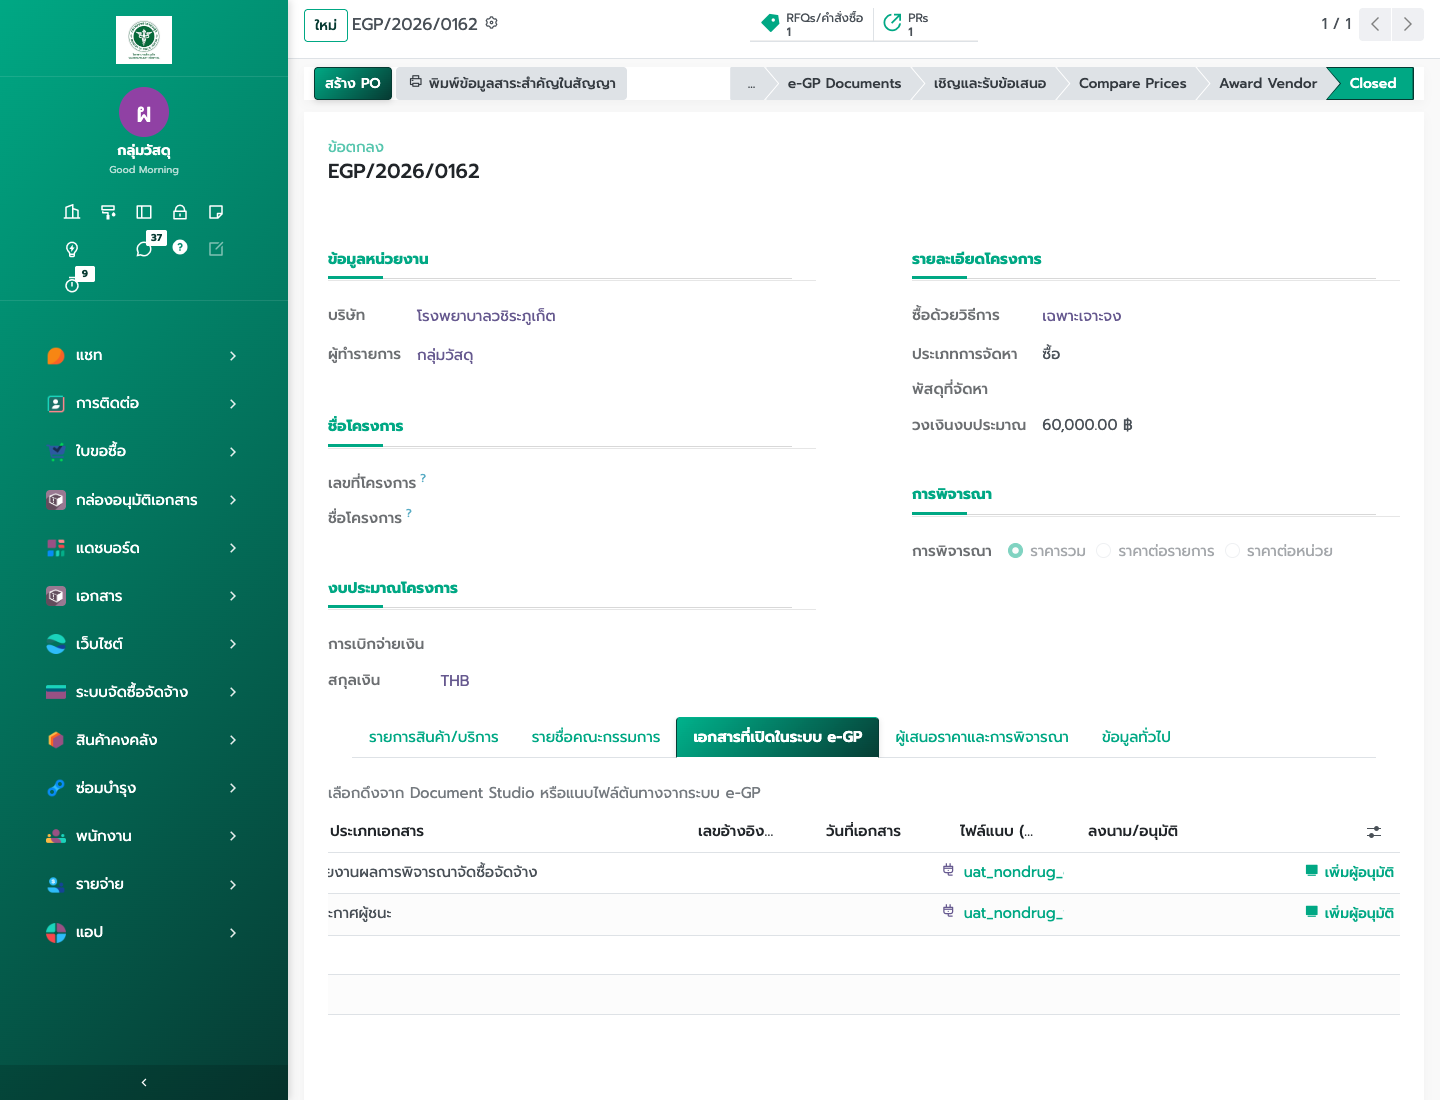 ใหม่
EGP/2026/0162
RFQs/คำสั่งซื้อ
1
PRs
1
1 / 1
สร้าง PO
พิมพ์ข้อมูลสาระสำคัญในสัญญา
...
e-GP Documents
เชิญและรับข้อเสนอ
Compare Prices
Award Vendor
Closed
ผ
กลุ่มวัสดุ
Good Morning
37
?
9
แชท
การติดต่อ
ใบขอซื้อ
กล่องอนุมัติเอกสาร
แดชบอร์ด
เอกสาร
เว็บไซต์
ระบบจัดซื้อจัดจ้าง
สินค้าคงคลัง
ซ่อมบำรุง
พนักงาน
รายจ่าย
แอป
ข้อตกลง
EGP/2026/0162
ข้อมูลหน่วยงาน
บริษัท โรงพยาบาลวชิระภูเก็ต
ผู้ทำรายการ กลุ่มวัสดุ
ชื่อโครงการ
เลขที่โครงการ ?
ชื่อโครงการ ?
งบประมาณโครงการ
การเบิกจ่ายเงิน
สกุลเงิน THB
รายละเอียดโครงการ
ซื้อด้วยวิธีการ เฉพาะเจาะจง
ประเภทการจัดหา ซื้อ
พัสดุที่จัดหา
วงเงินงบประมาณ 60,000.00 ฿
การพิจารณา
การพิจารณา ราคารวม ราคาต่อรายการ ราคาต่อหน่วย
รายการสินค้า/บริการ รายชื่อคณะกรรมการ เอกสารที่เปิดในระบบ e-GP ผู้เสนอราคาและการพิจารณา ข้อมูลทั่วไป
เลือกดึงจาก Document Studio หรือแนบไฟล์ต้นทางจากระบบ e-GP
ประเภทเอกสาร เลขอ้างอิง... วันที่เอกสาร ไฟล์แนบ (... ลงนาม/อนุมัติ
ยงานผลการพิจารณาจัดซื้อจัดจ้าง uat_nondrug_ เพิ่มผู้อนุมัติ
ะกาศผู้ชนะ uat_nondrug_ เพิ่มผู้อนุมัติ